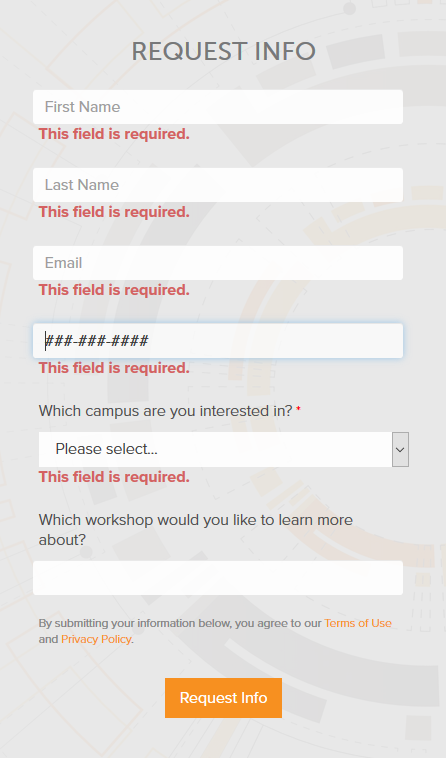 REQUEST INFO
First Name
This field is required.
Last Name
This field is required.
Email
This field is required.
###-###-####
This field is required.
Which campus are you interested in? *
Please select...
This field is required.
Which workshop would you like to learn more
about?
By submitting your information below, you agree to our Terms of Use
and Privacy Policy.
Request Info